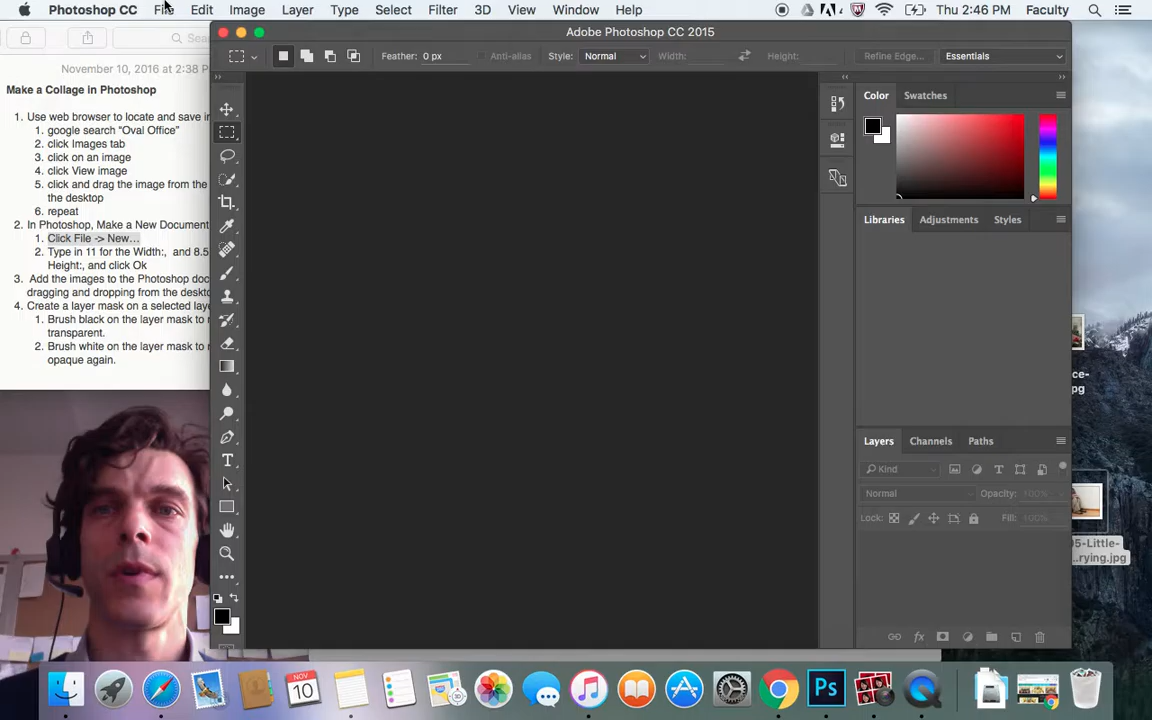 Photoshop CC File Edit Image Layer Type Select Filter 3D View Window Help Thu 2:46 PM Faculty
Adobe Photoshop CC 2015
Feather: 0 px Anti-alias Style: Normal Width: Height: Refine Edge... Essentials
November 10, 2016 at 2:38 P
Make a Collage in Photoshop
1. Use web browser to locate and save
1. google search "Oval Office"
2. click Images tab
3. click on an image
4. click View image
5. click and drag the image from the
the desktop
6. repeat
2. In Photoshop, Make a New Document
1. Click File -> New...
2. Type in 11 for the Width:, and 8.5
Height:, and click Ok
3. Add the images to the Photoshop doc
dragging and dropping from the deskto
4. Create a layer mask on a selected lay
1. Brush black on the layer mask to
transparent.
2. Brush white on the layer mask to
opaque again.
Color Swatches
Libraries Adjustments Styles
Layers Channels Paths
Kind
Normal Opacity: 100%
Lock: Fill: 100%
ce-
pg
05-Little-
...rying.jpg
NOV
10
Ps